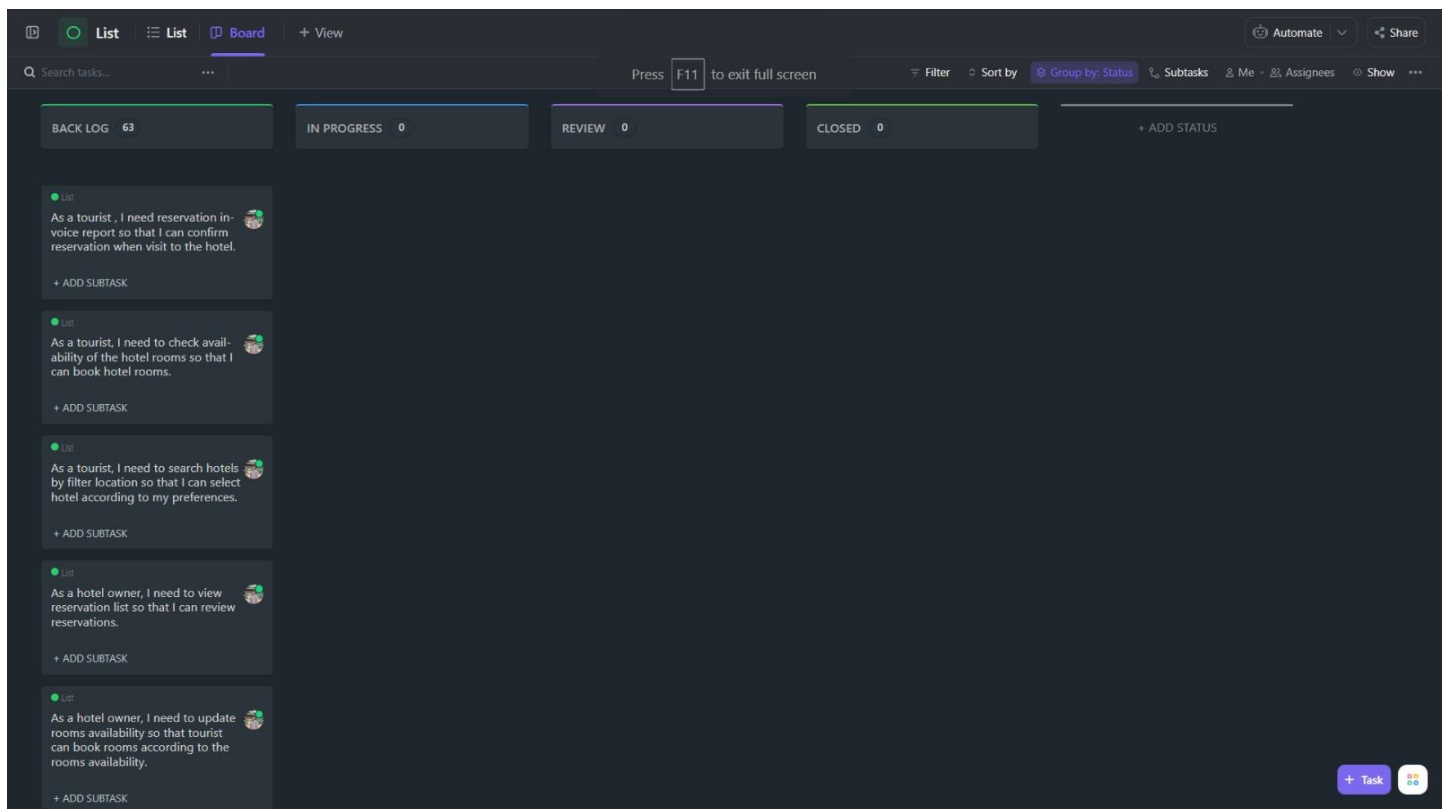 List List Board + View Automate Share
Search tasks... ... Press F11 to exit full screen Filter Sort by Group by: Status Subtasks Me Assignees Show ...
BACK LOG 63 IN PROGRESS 0 REVIEW 0 CLOSED 0 + ADD STATUS
List
As a tourist , I need reservation in-
voice report so that I can confirm
reservation when visit to the hotel.
+ ADD SUBTASK
List
As a tourist, I need to check avail-
ability of the hotel rooms so that I
can book hotel rooms.
+ ADD SUBTASK
List
As a tourist, I need to search hotels
by filter location so that I can select
hotel according to my preferences.
+ ADD SUBTASK
List
As a hotel owner, I need to view
reservation list so that I can review
reservations.
+ ADD SUBTASK
List
As a hotel owner, I need to update
rooms availability so that tourist
can book rooms according to the
rooms availability.
+ ADD SUBTASK
+ Task